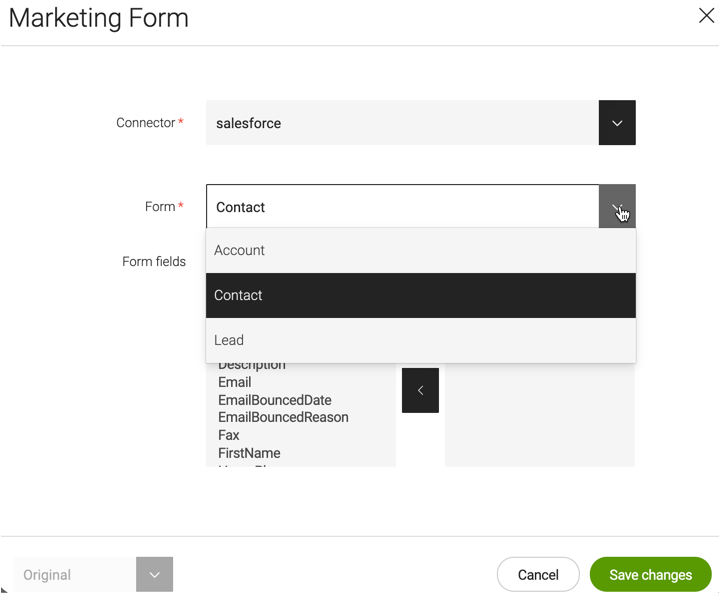 Marketing Form
Connector *
salesforce
Form *
Contact
Account
Contact
Lead
Form fields
Description
Email
EmailBouncedDate
EmailBouncedReason
Fax
FirstName
Original
Cancel
Save changes